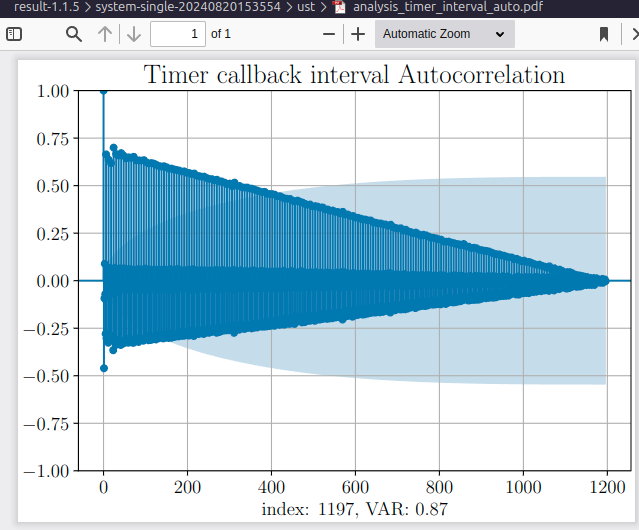 result-1.1.5 > system-single-20240820153554 > ust > analysis_timer_interval_auto.pdf
1 of 1 − + Automatic Zoom
Timer callback interval Autocorrelation
1.00
0.75
0.50
0.25
0.00
−0.25
−0.50
−0.75
−1.00
0 200 400 600 800 1000 1200
index: 1197, VAR: 0.87